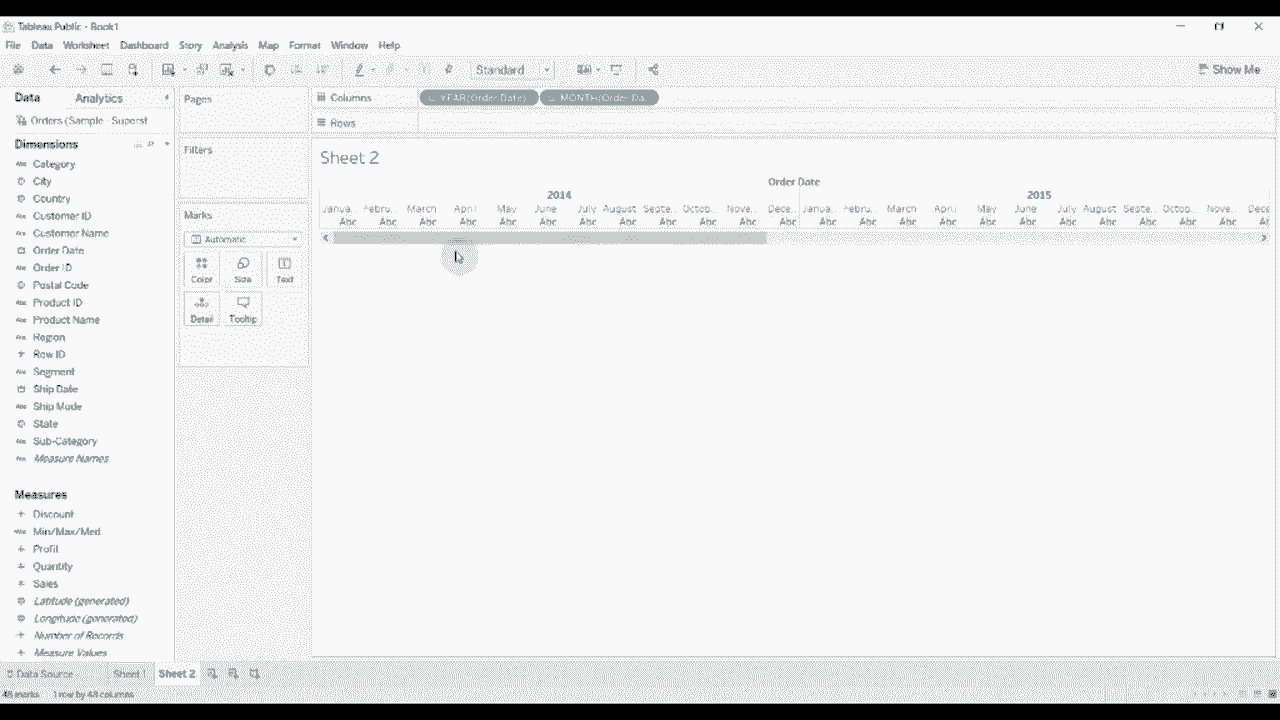 Tableau Public - Book1
File Data Worksheet Dashboard Story Analysis Map Format Window Help
Standard
Show Me
Data Analytics
Orders (Sample - Superst
Dimensions
Category
City
Country
Customer ID
Customer Name
Order Date
Order ID
Postal Code
Product ID
Product Name
Region
Row ID
Segment
Ship Date
Ship Mode
State
Sub-Category
Measure Names
Measures
Discount
Min/Max/Med
Profit
Quantity
Sales
Latitude (generated)
Longitude (generated)
Number of Records
Measure Values
Pages
Filters
Marks
Automatic
Color Size Text
Detail Tooltip
Columns YEAR(Order Date) MONTH(Order Da..
Rows
Sheet 2
Order Date
2014 2015
Janua.. Febru.. March April May June July August Septe.. Octob.. Nove.. Dece.. Janua.. Febru.. March April May June July August Septe.. Octob.. Nove.. Dece
Abc Abc Abc Abc Abc Abc Abc Abc Abc Abc Abc Abc Abc Abc Abc Abc Abc Abc Abc Abc Abc Abc Abc Abc
Data Source Sheet 1 Sheet 2
48 marks 1 row by 48 columns